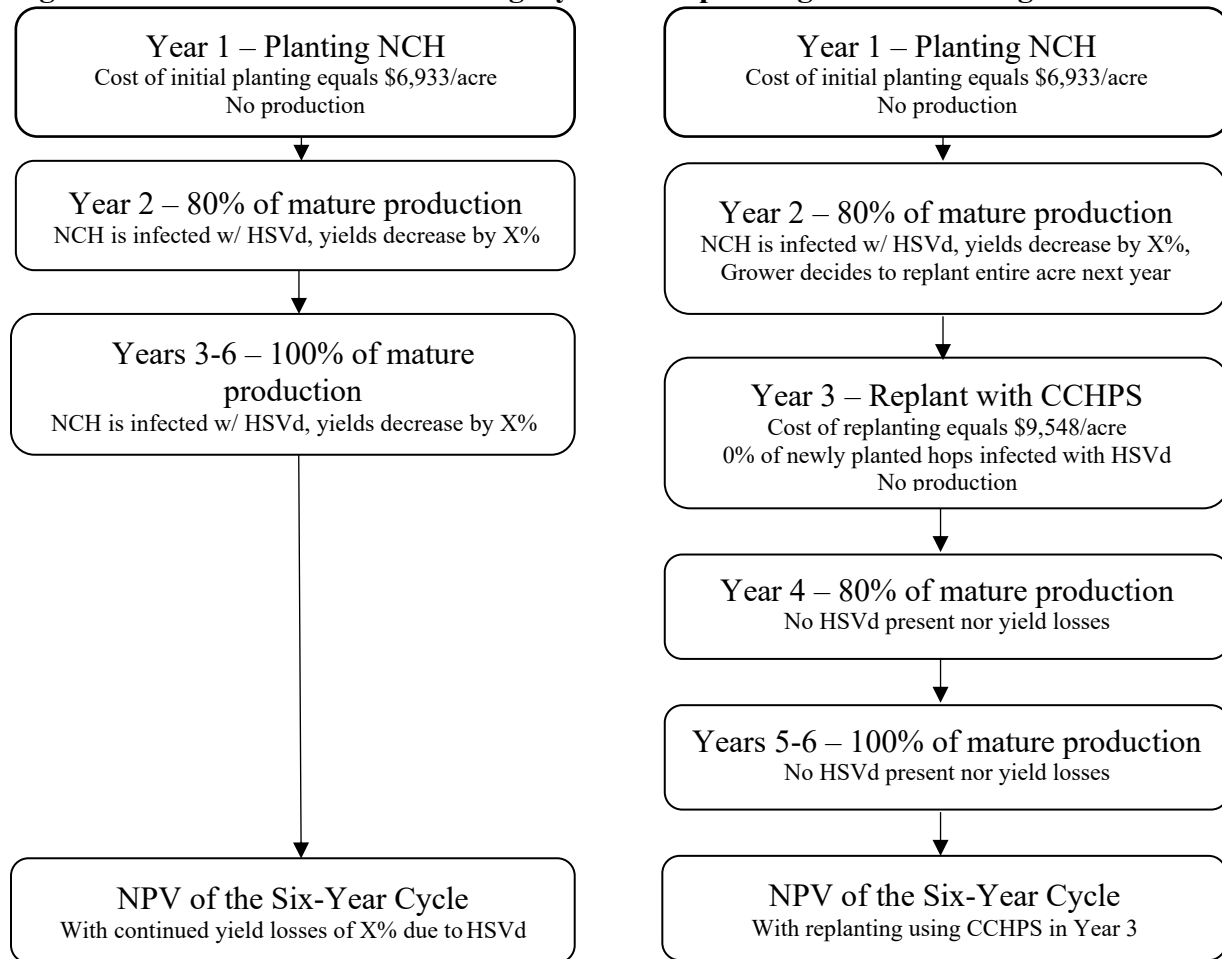 Year 1 – Planting NCH
Cost of initial planting equals $6,933/acre
No production
Year 2 – 80% of mature production
NCH is infected w/ HSVd, yields decrease by X%
Years 3-6 – 100% of mature
production
NCH is infected w/ HSVd, yields decrease by X%
NPV of the Six-Year Cycle
With continued yield losses of X% due to HSVd
Year 1 – Planting NCH
Cost of initial planting equals $6,933/acre
No production
Year 2 – 80% of mature production
NCH is infected w/ HSVd, yields decrease by X%,
Grower decides to replant entire acre next year
Year 3 – Replant with CCHPS
Cost of replanting equals $9,548/acre
0% of newly planted hops infected with HSVd
No production
Year 4 – 80% of mature production
No HSVd present nor yield losses
Years 5-6 – 100% of mature production
No HSVd present nor yield losses
NPV of the Six-Year Cycle
With replanting using CCHPS in Year 3